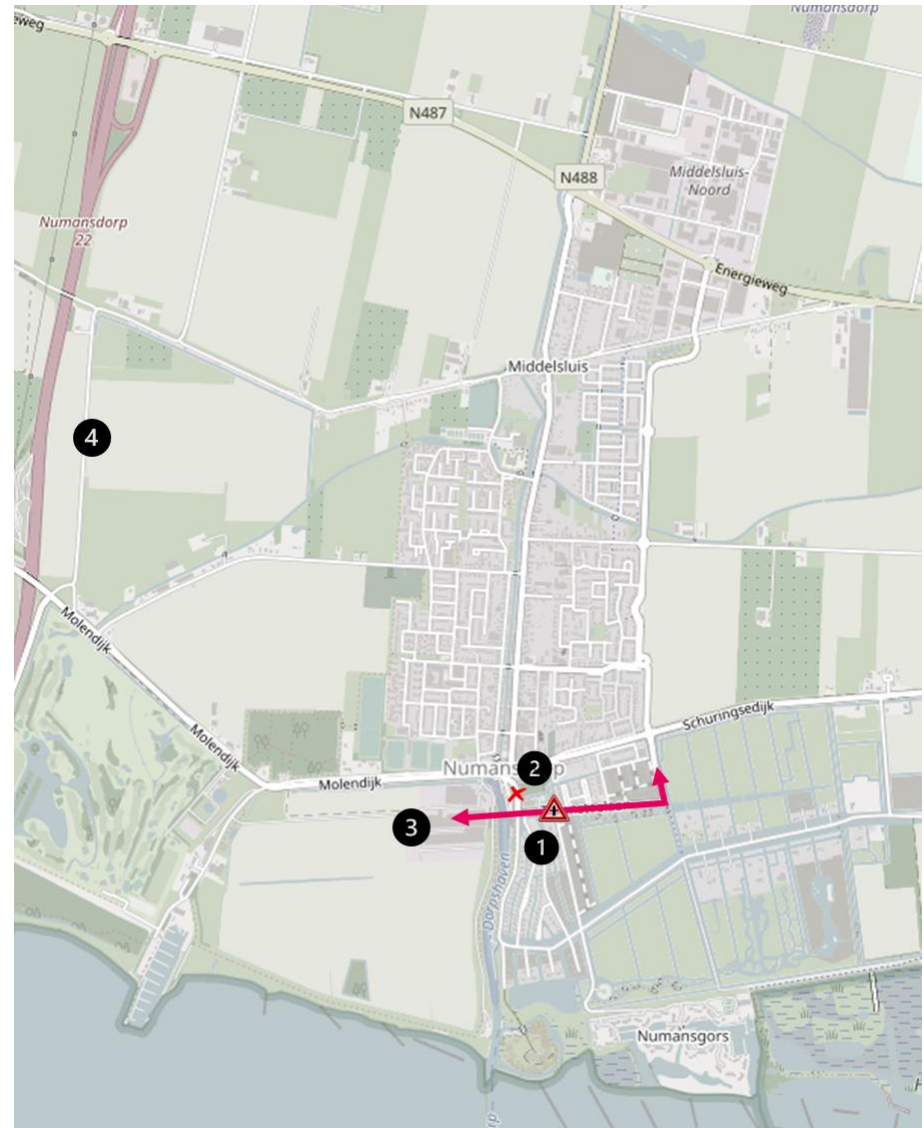 Numansdorp
N487
N488
Middelsluis-
Noord
Numansdorp
22
Energieweg
Middelsluis
4
Molendijk
Schuringsedijk
Molendijk
Molendijk
Numansdorp
2
3
1
Dorpshaven
Numansgors